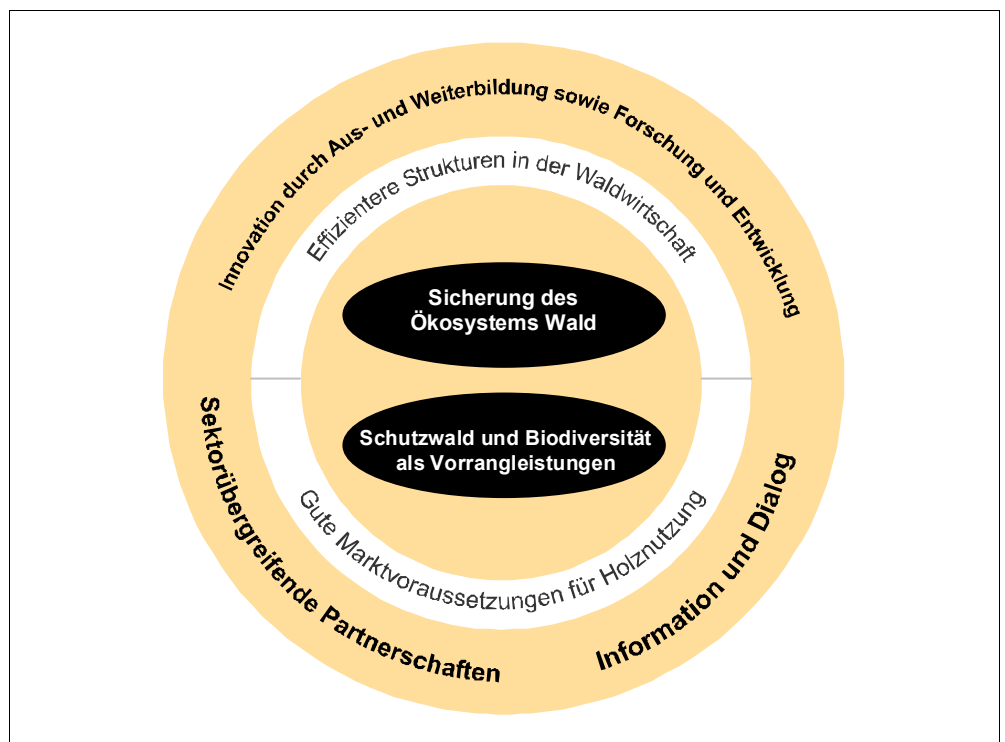 Innovation durch Aus- und Weiterbildung sowie Forschung und Entwicklung
Effizientere Strukturen in der Waldwirtschaft
Sicherung des
Ökosystems Wald
Schutzwald und Biodiversität
als Vorrangleistungen
Gute Marktvoraussetzungen für Holznutzung
Sektorübergreifende Partnerschaften
Information und Dialog